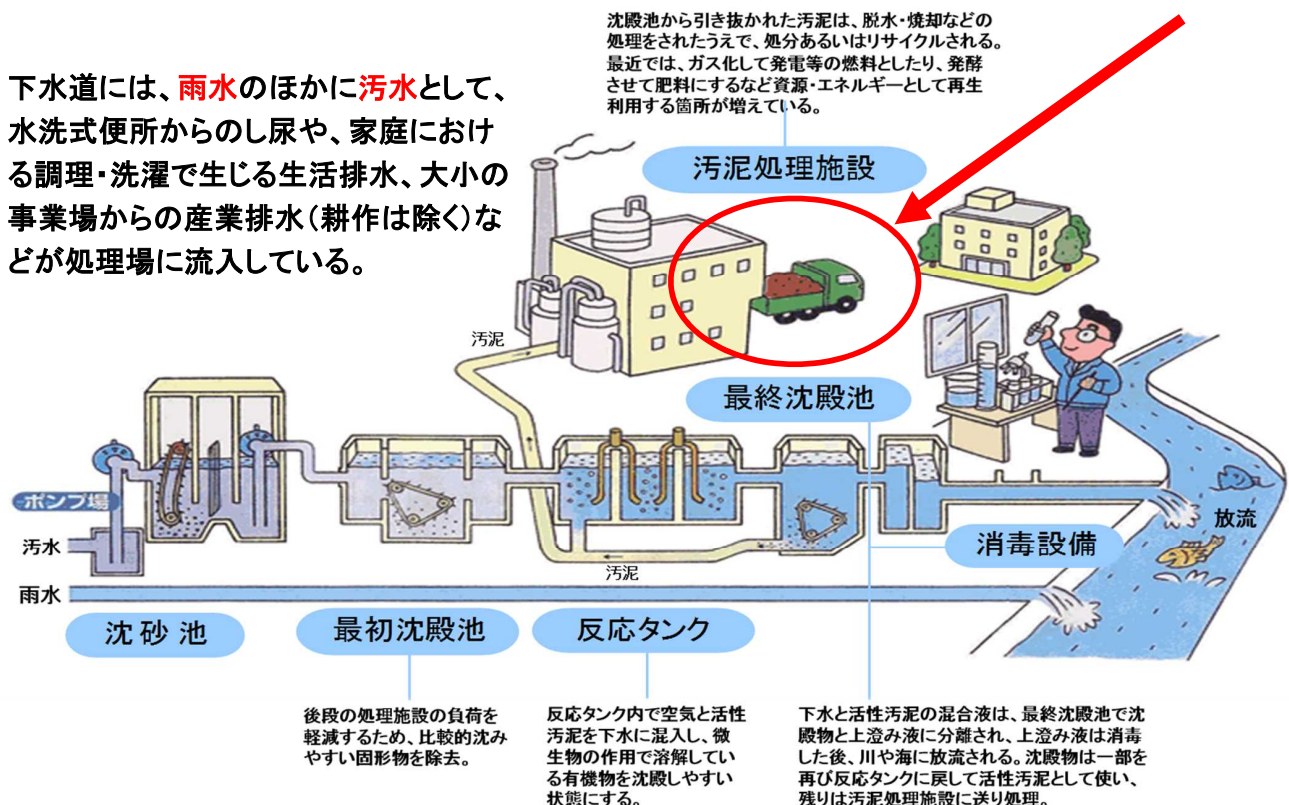 沈殿池から引き抜かれた汚泥は、脱水・焼却などの
処理をされたうえで、処分あるいはリサイクルされる。
最近では、ガス化して発電等の燃料としたり、発酵
させて肥料にするなど資源・エネルギーとして再生
利用する箇所が増えている。
下水道には、雨水のほかに汚水として、
水洗式便所からのし尿や、家庭におけ
る調理・洗濯で生じる生活排水、大小の
事業場からの産業排水(耕作は除く)な
どが処理場に流入している。
汚泥処理施設
汚泥
最終沈殿池
ポンプ場
放流
汚水
消毒設備
汚泥
雨水
沈砂池
最初沈殿池
反応タンク
後段の処理施設の負荷を
軽減するため、比較的沈み
やすい固形物を除去。
反応タンク内で空気と活性
汚泥を下水に混入し、微
生物の作用で溶解してい
る有機物を沈殿しやすい
状態にする。
下水と活性汚泥の混合液は、最終沈殿池で沈
殿物と上澄み液に分離され、上澄み液は消毒
した後、川や海に放流される。沈殿物は一部を
再び反応タンクに戻して活性汚泥として使い、
残りは汚泥処理施設に送り処理。